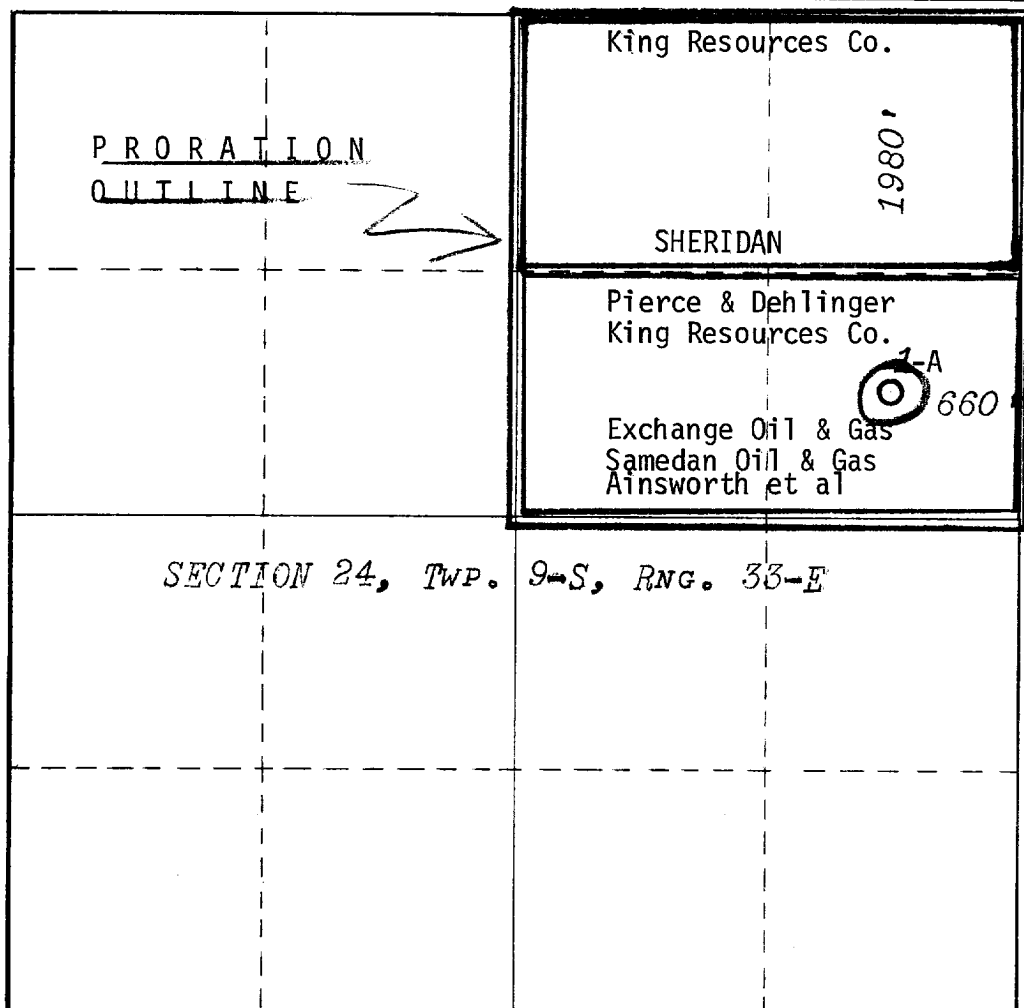 King Resources Co.
PRORATION
OUTLINE
1980'
SHERIDAN
Pierce & Dehlinger
King Resources Co.
1-A
660'
Exchange Oil & Gas
Samedan Oil & Gas
Ainsworth et al
SECTION 24, TWP. 9-S, RNG. 33-E